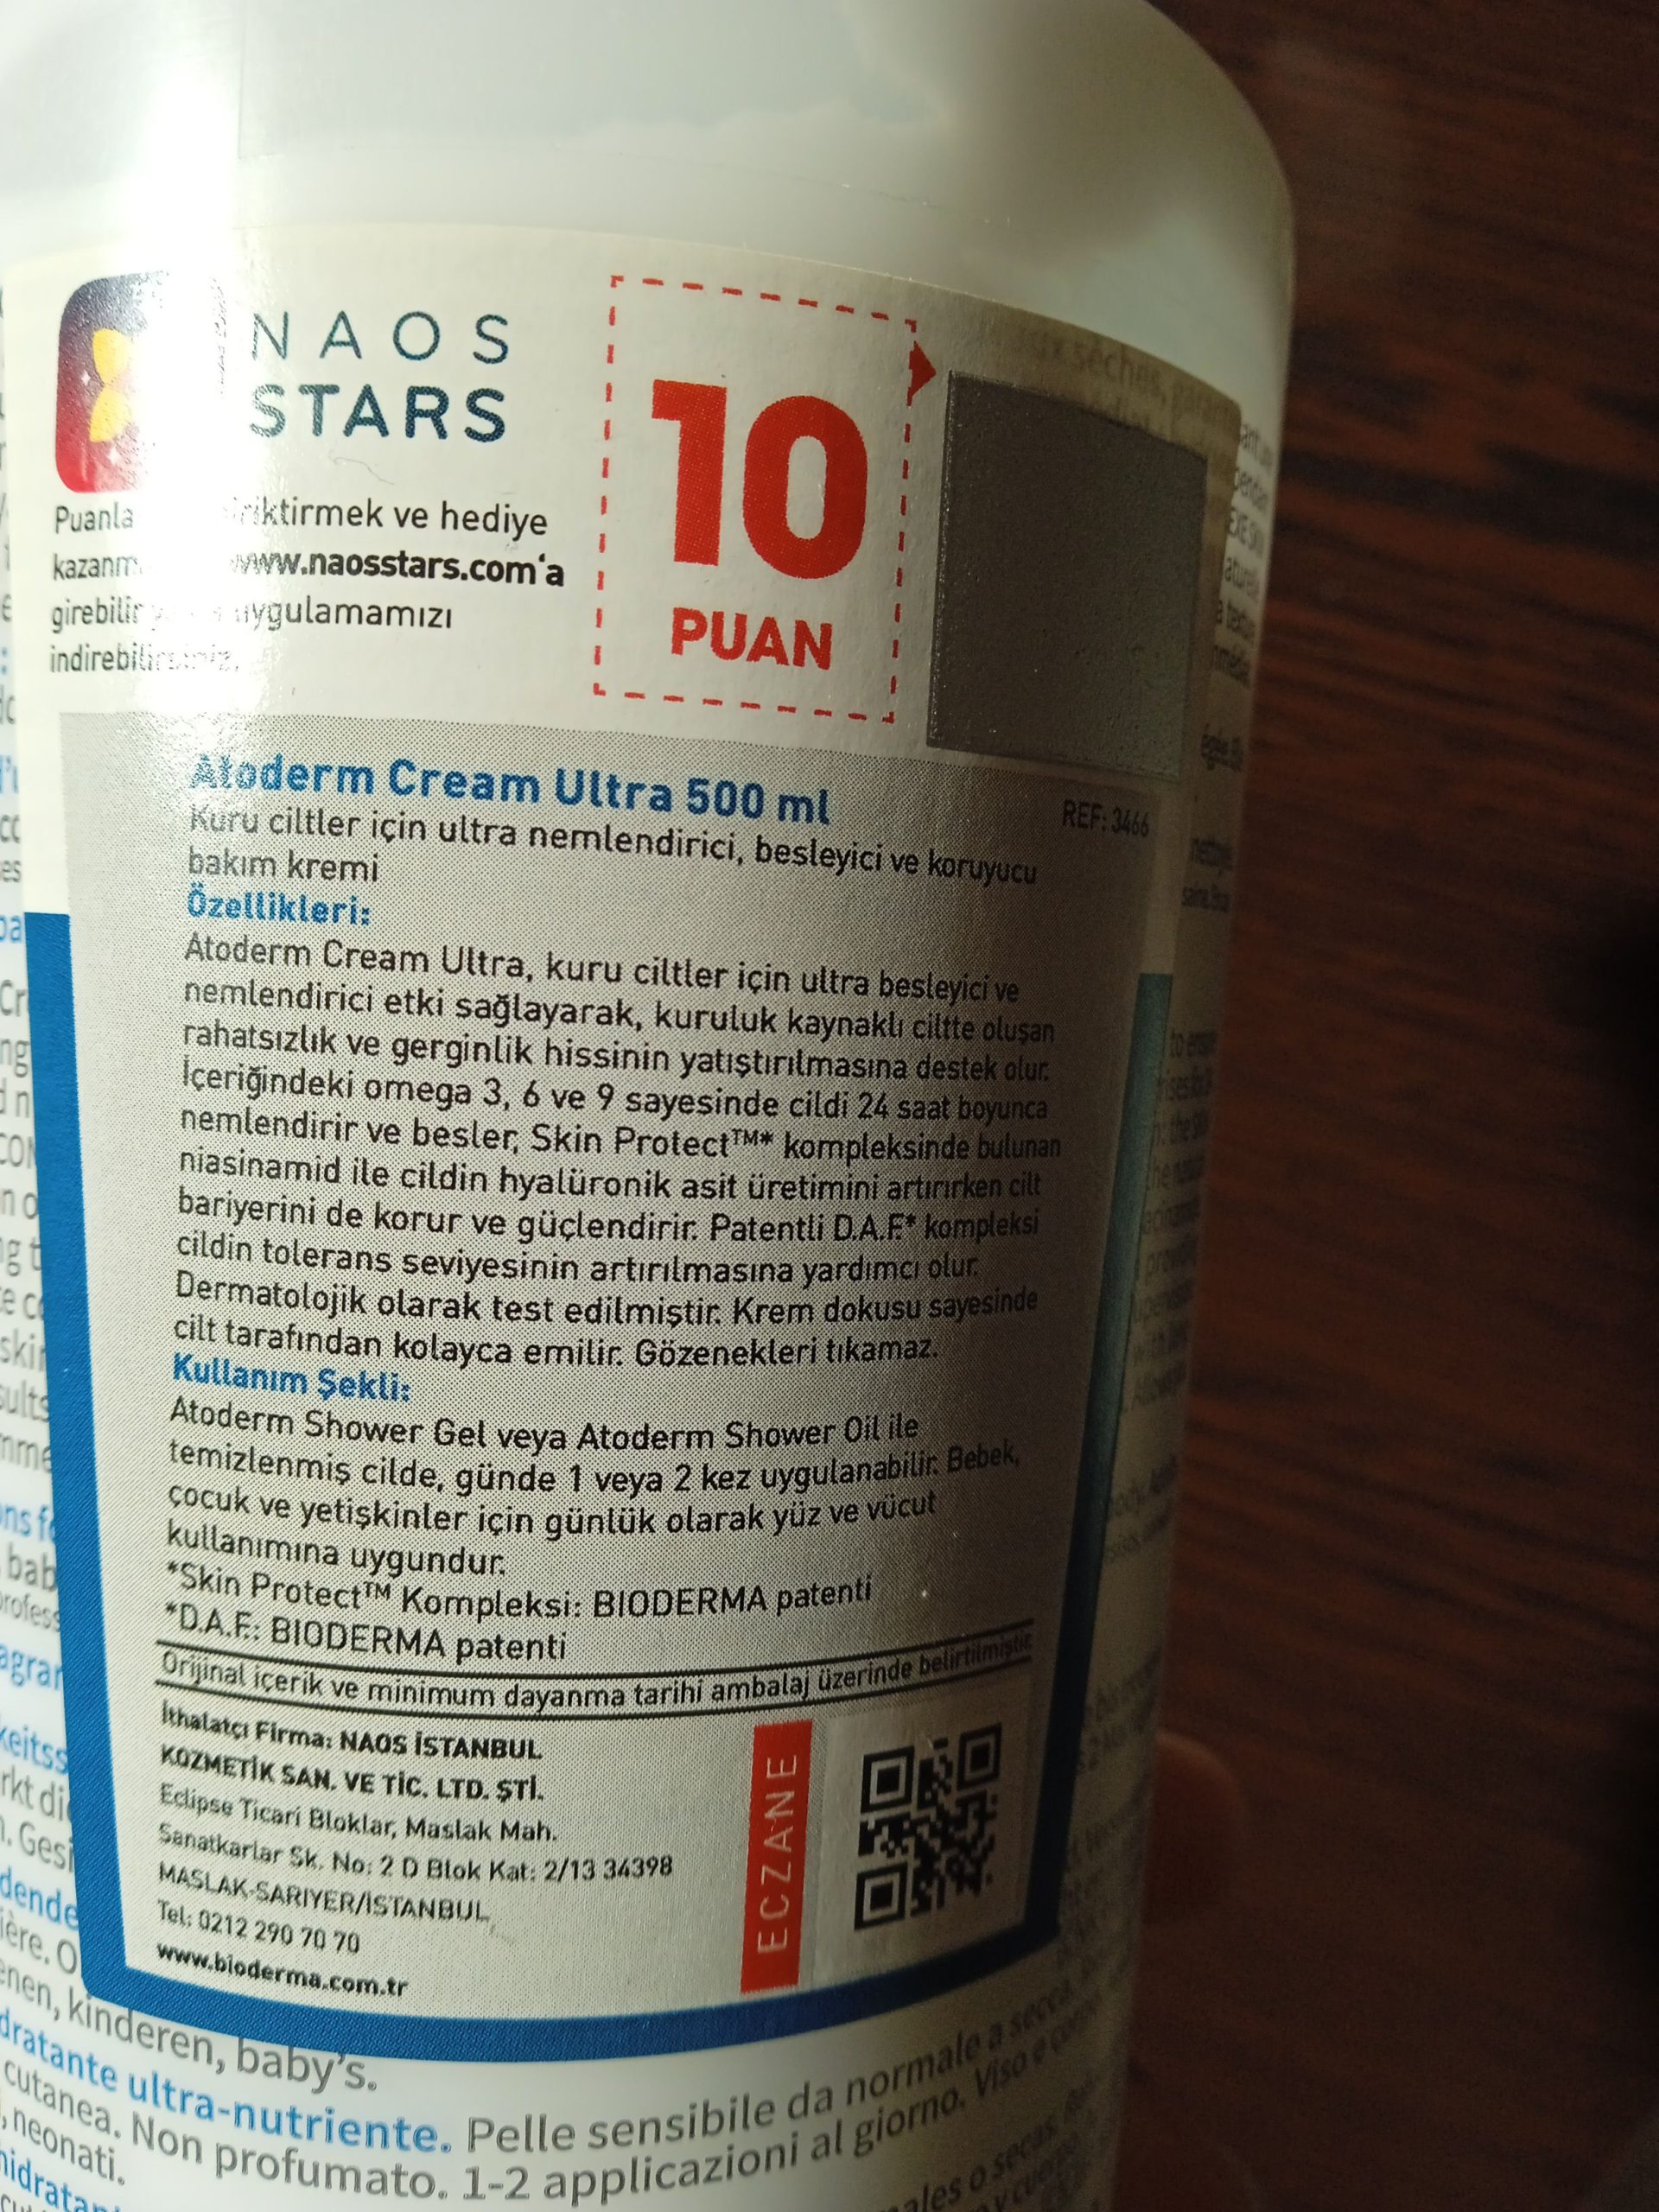 NAOS
STARS
iriktirmek ve hediye
www.naosstars.com'a
uygulamamızı
10
PUAN
Atoderm Cream Ultra 500 ml
REF: 3466
Kuru ciltler için ultra nemlendirici, besleyici ve koruyucu
bakım kremi
Özellikleri:
Atoderm Cream Ultra, kuru ciltler için ultra besleyici ve
nemlendirici etki sağlayarak, kuruluk kaynaklı ciltte oluşan
rahatsızlık ve gerginlik hissinin yatıştırılmasına destek olur.
İçeriğindeki omega 3, 6 ve 9 sayesinde cildi 24 saat boyunca
nemlendirir ve besler, Skin Protect™* kompleksinde bulunan
niasinamid ile cildin hyalüronik asit üretimini artırırken cilt
bariyerini de korur ve güçlendirir. Patentli D.A.F.* kompleksi
cildin tolerans seviyesinin artırılmasına yardımcı olur.
Dermatolojik olarak test edilmiştir. Krem dokusu sayesinde
cilt tarafından kolayca emilir. Gözenekleri tıkamaz.
Kullanım Şekli:
Atoderm Shower Gel veya Atoderm Shower Oil ile
temizlenmiş cilde, günde 1 veya 2 kez uygulanabilir. Bebek,
çocuk ve yetişkinler için günlük olarak yüz ve vücut
kullanımına uygundur.
*Skin Protect™ Kompleksi: BIODERMA patenti
*D.A.F.: BIODERMA patenti
Orijinal içerik ve minimum dayanma tarihi ambalaj üzerinde belirtilmiştir.
İthalatçı Firma: NAOS İSTANBUL
KOZMETİK SAN. VE TİC. LTD. ŞTİ.
Eclipse Ticari Bloklar, Maslak Mah.
Sanatkarlar Sk. No: 2 D Blok Kat: 2/13 34398
MASLAK-SARIYER/İSTANBUL
Tel: 0212 290 70 70
www.bioderma.com.tr
ECZANE
kinderen, baby's.
ultra-nutriente. Pelle sensibile da normale a secca
cutanea. Non profumato. 1-2 applicazioni al giorno. Viso e
neonati.